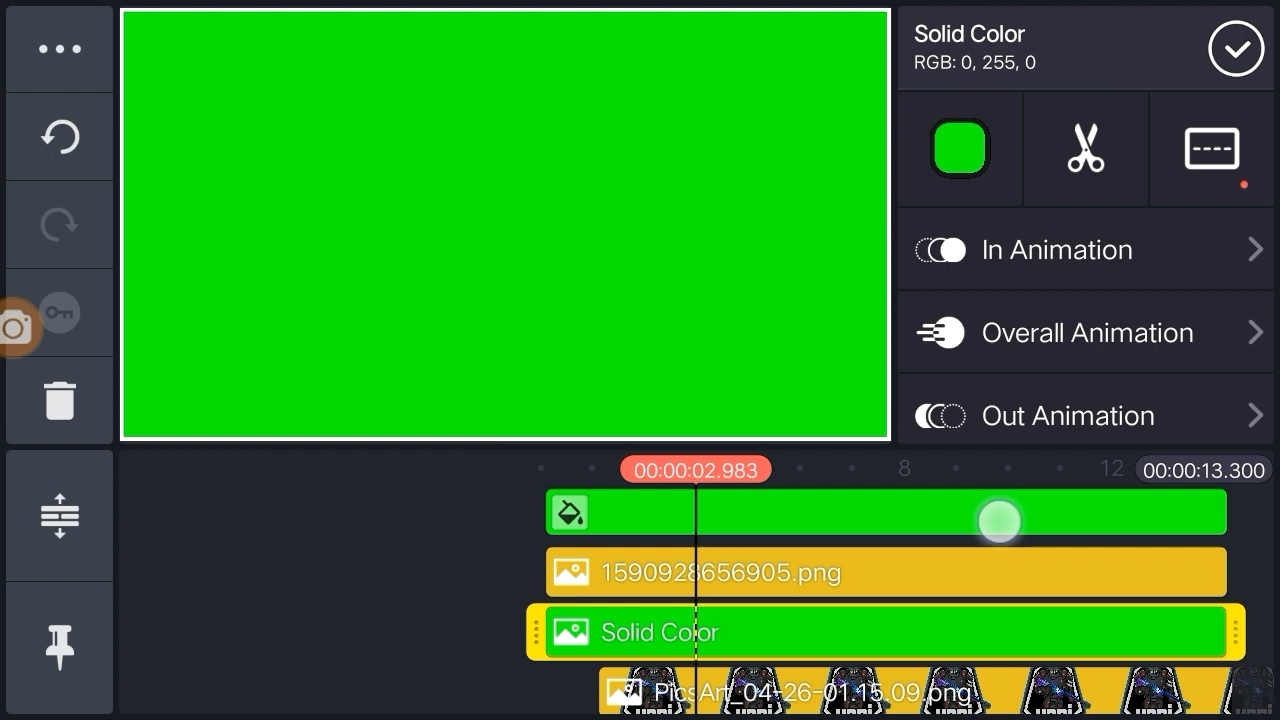 Solid Color
RGB: 0, 255, 0
In Animation
Overall Animation
Out Animation
00:00:02.983
8
12
00:00:13.300
1590928656905.png
Solid Color
PicsArt_04-26-01.15.09.png